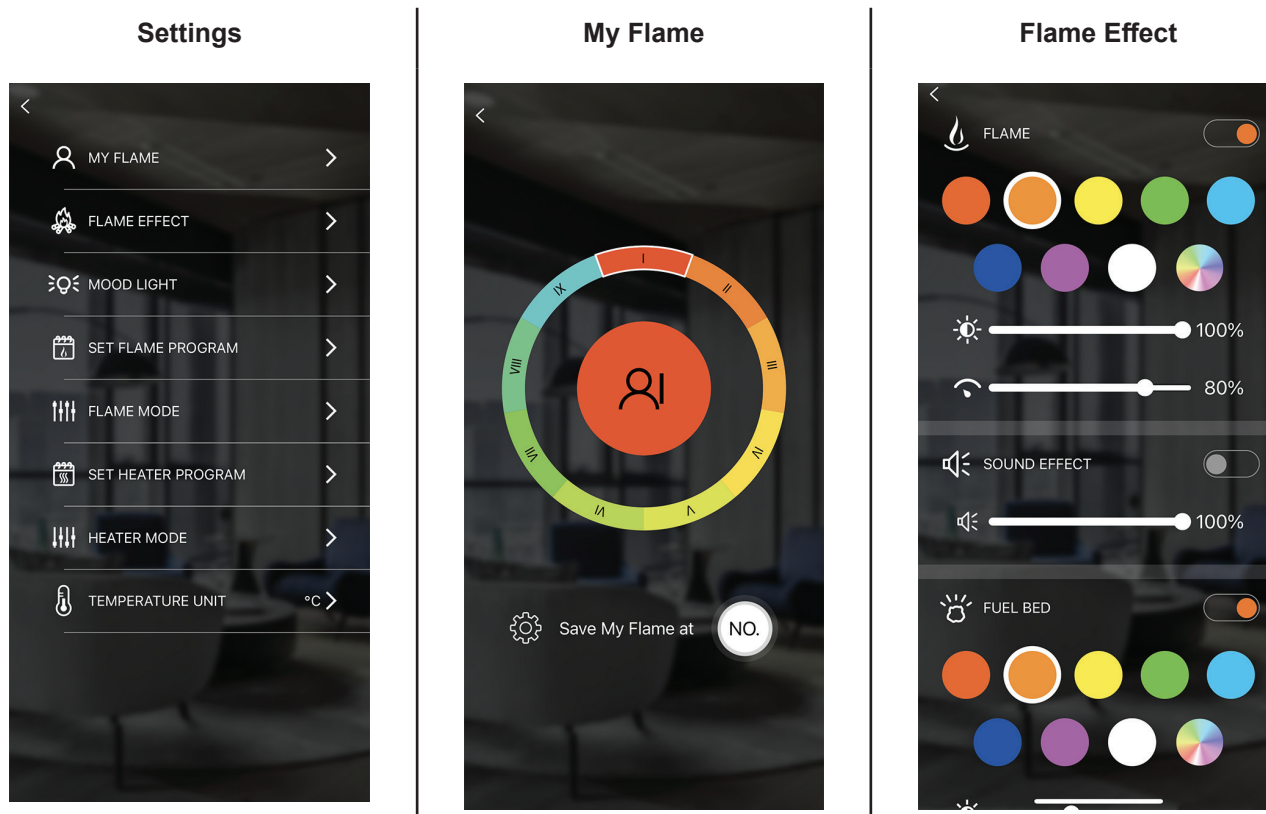 Settings
MY FLAME
FLAME EFFECT
MOOD LIGHT
SET FLAME PROGRAM
FLAME MODE
SET HEATER PROGRAM
HEATER MODE
TEMPERATURE UNIT °C
My Flame
I
II
III
IV
V
VI
VII
VIII
IX
I
Save My Flame at NO.
Flame Effect
FLAME
100%
80%
SOUND EFFECT
100%
FUEL BED